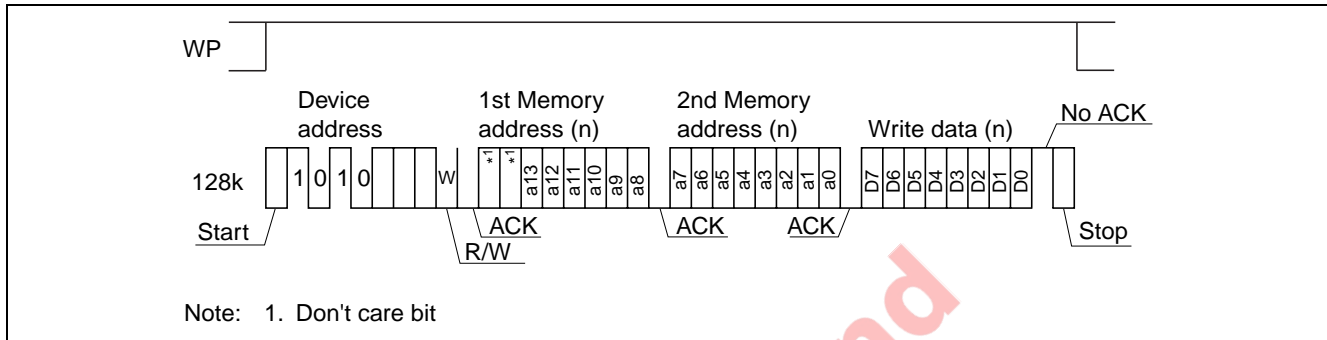 WP
Device address
1st Memory address (n)
2nd Memory address (n)
Write data (n)
No ACK
128k
1 0 1 0 W *1 *1 a13 a12 a11 a10 a9 a8 a7 a6 a5 a4 a3 a2 a1 a0 D7 D6 D5 D4 D3 D2 D1 D0
Start
R/W
ACK
ACK
ACK
Stop
Note: 1. Don't care bit